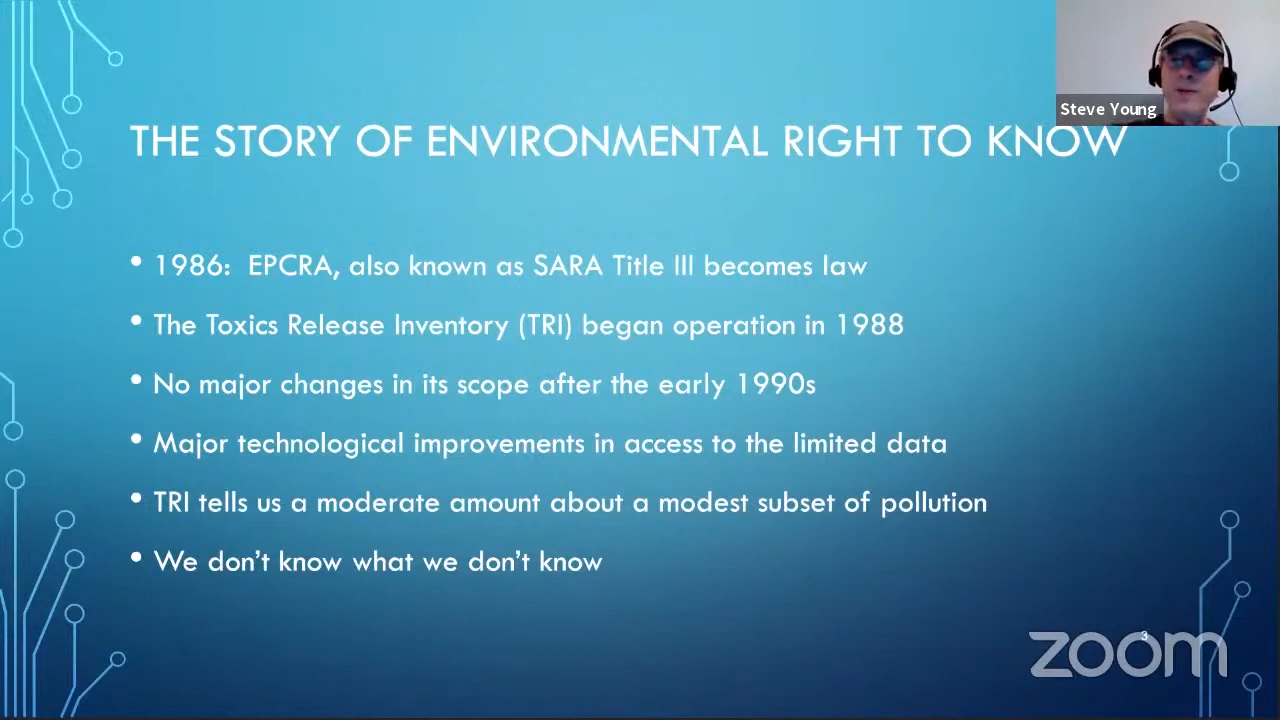 Steve Young
THE STORY OF ENVIRONMENTAL RIGHT TO KNOW
• 1986:  EPCRA, also known as SARA Title III becomes law
• The Toxics Release Inventory (TRI) began operation in 1988
• No major changes in its scope after the early 1990s
• Major technological improvements in access to the limited data
• TRI tells us a moderate amount about a modest subset of pollution
• We don’t know what we don’t know
3
zoom